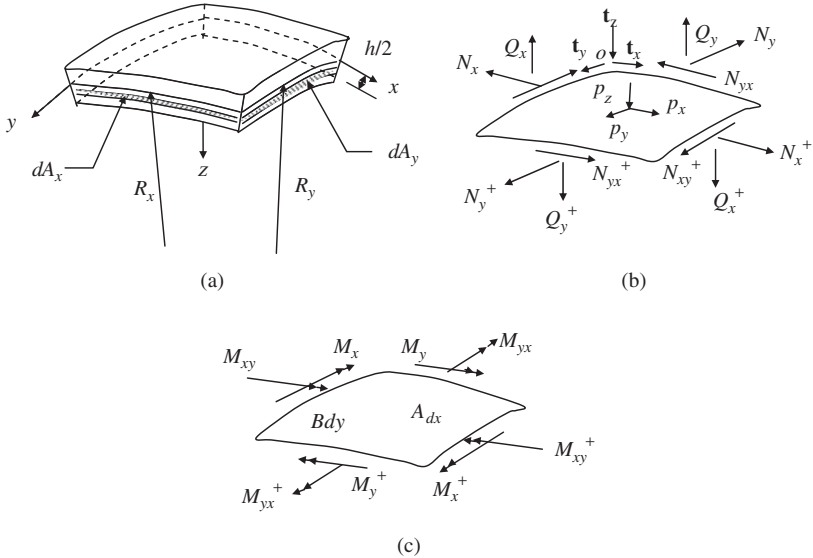 h/2
x
y
z
dA_x
dA_y
R_x
R_y
(a)
t_z
t_y
o
t_x
Q_x
Q_y
N_y
N_x
N_yx
p_z
p_x
p_y
N_x^+
N_yx^+
N_xy^+
N_y^+
Q_y^+
Q_x^+
(b)
M_yx
M_x
M_y
M_xy
Bdy
A_dx
M_xy^+
M_yx^+
M_y^+
M_x^+
(c)